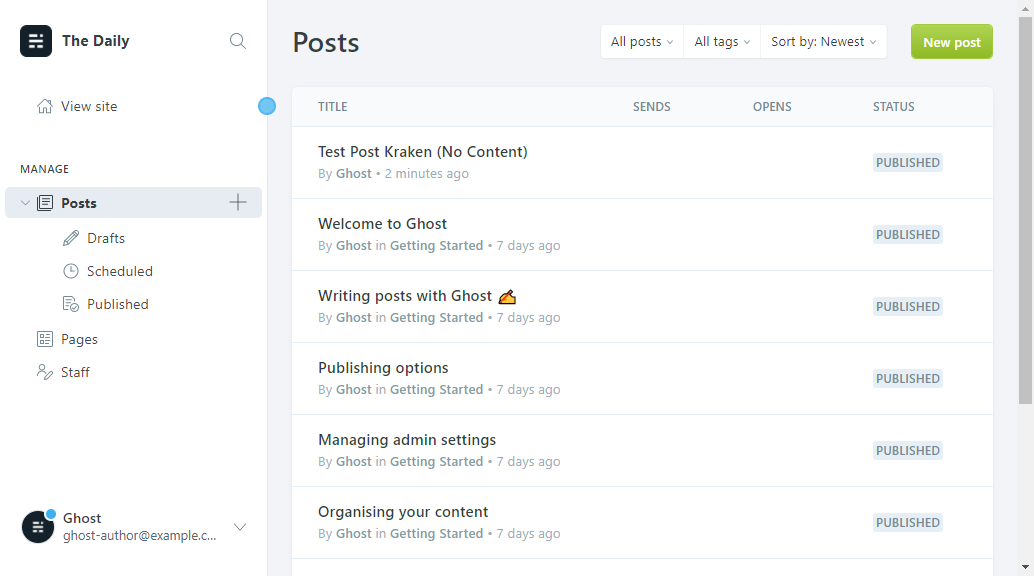 The Daily
View site
MANAGE
Posts
Drafts
Scheduled
Published
Pages
Staff
Ghost
ghost-author@example.c...
Posts
All posts
All tags
Sort by: Newest
New post
TITLE SENDS OPENS STATUS
Test Post Kraken (No Content)
By Ghost • 2 minutes ago
PUBLISHED
Welcome to Ghost
By Ghost in Getting Started • 7 days ago
PUBLISHED
Writing posts with Ghost ✍️
By Ghost in Getting Started • 7 days ago
PUBLISHED
Publishing options
By Ghost in Getting Started • 7 days ago
PUBLISHED
Managing admin settings
By Ghost in Getting Started • 7 days ago
PUBLISHED
Organising your content
By Ghost in Getting Started • 7 days ago
PUBLISHED